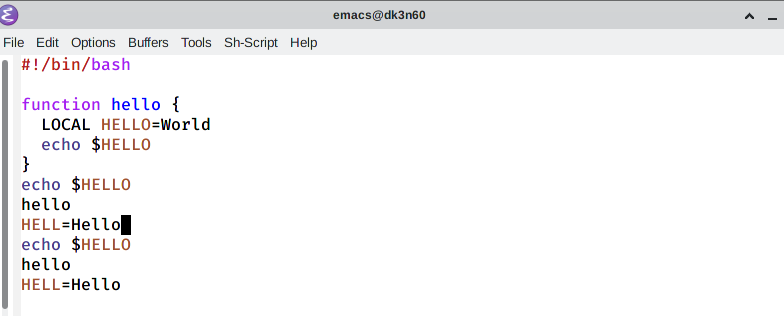 emacs@dk3n60
File Edit Options Buffers Tools Sh-Script Help
#!/bin/bash
function hello {
LOCAL HELLO=World
echo $HELLO
}
echo $HELLO
hello
HELL=Hello
echo $HELLO
hello
HELL=Hello